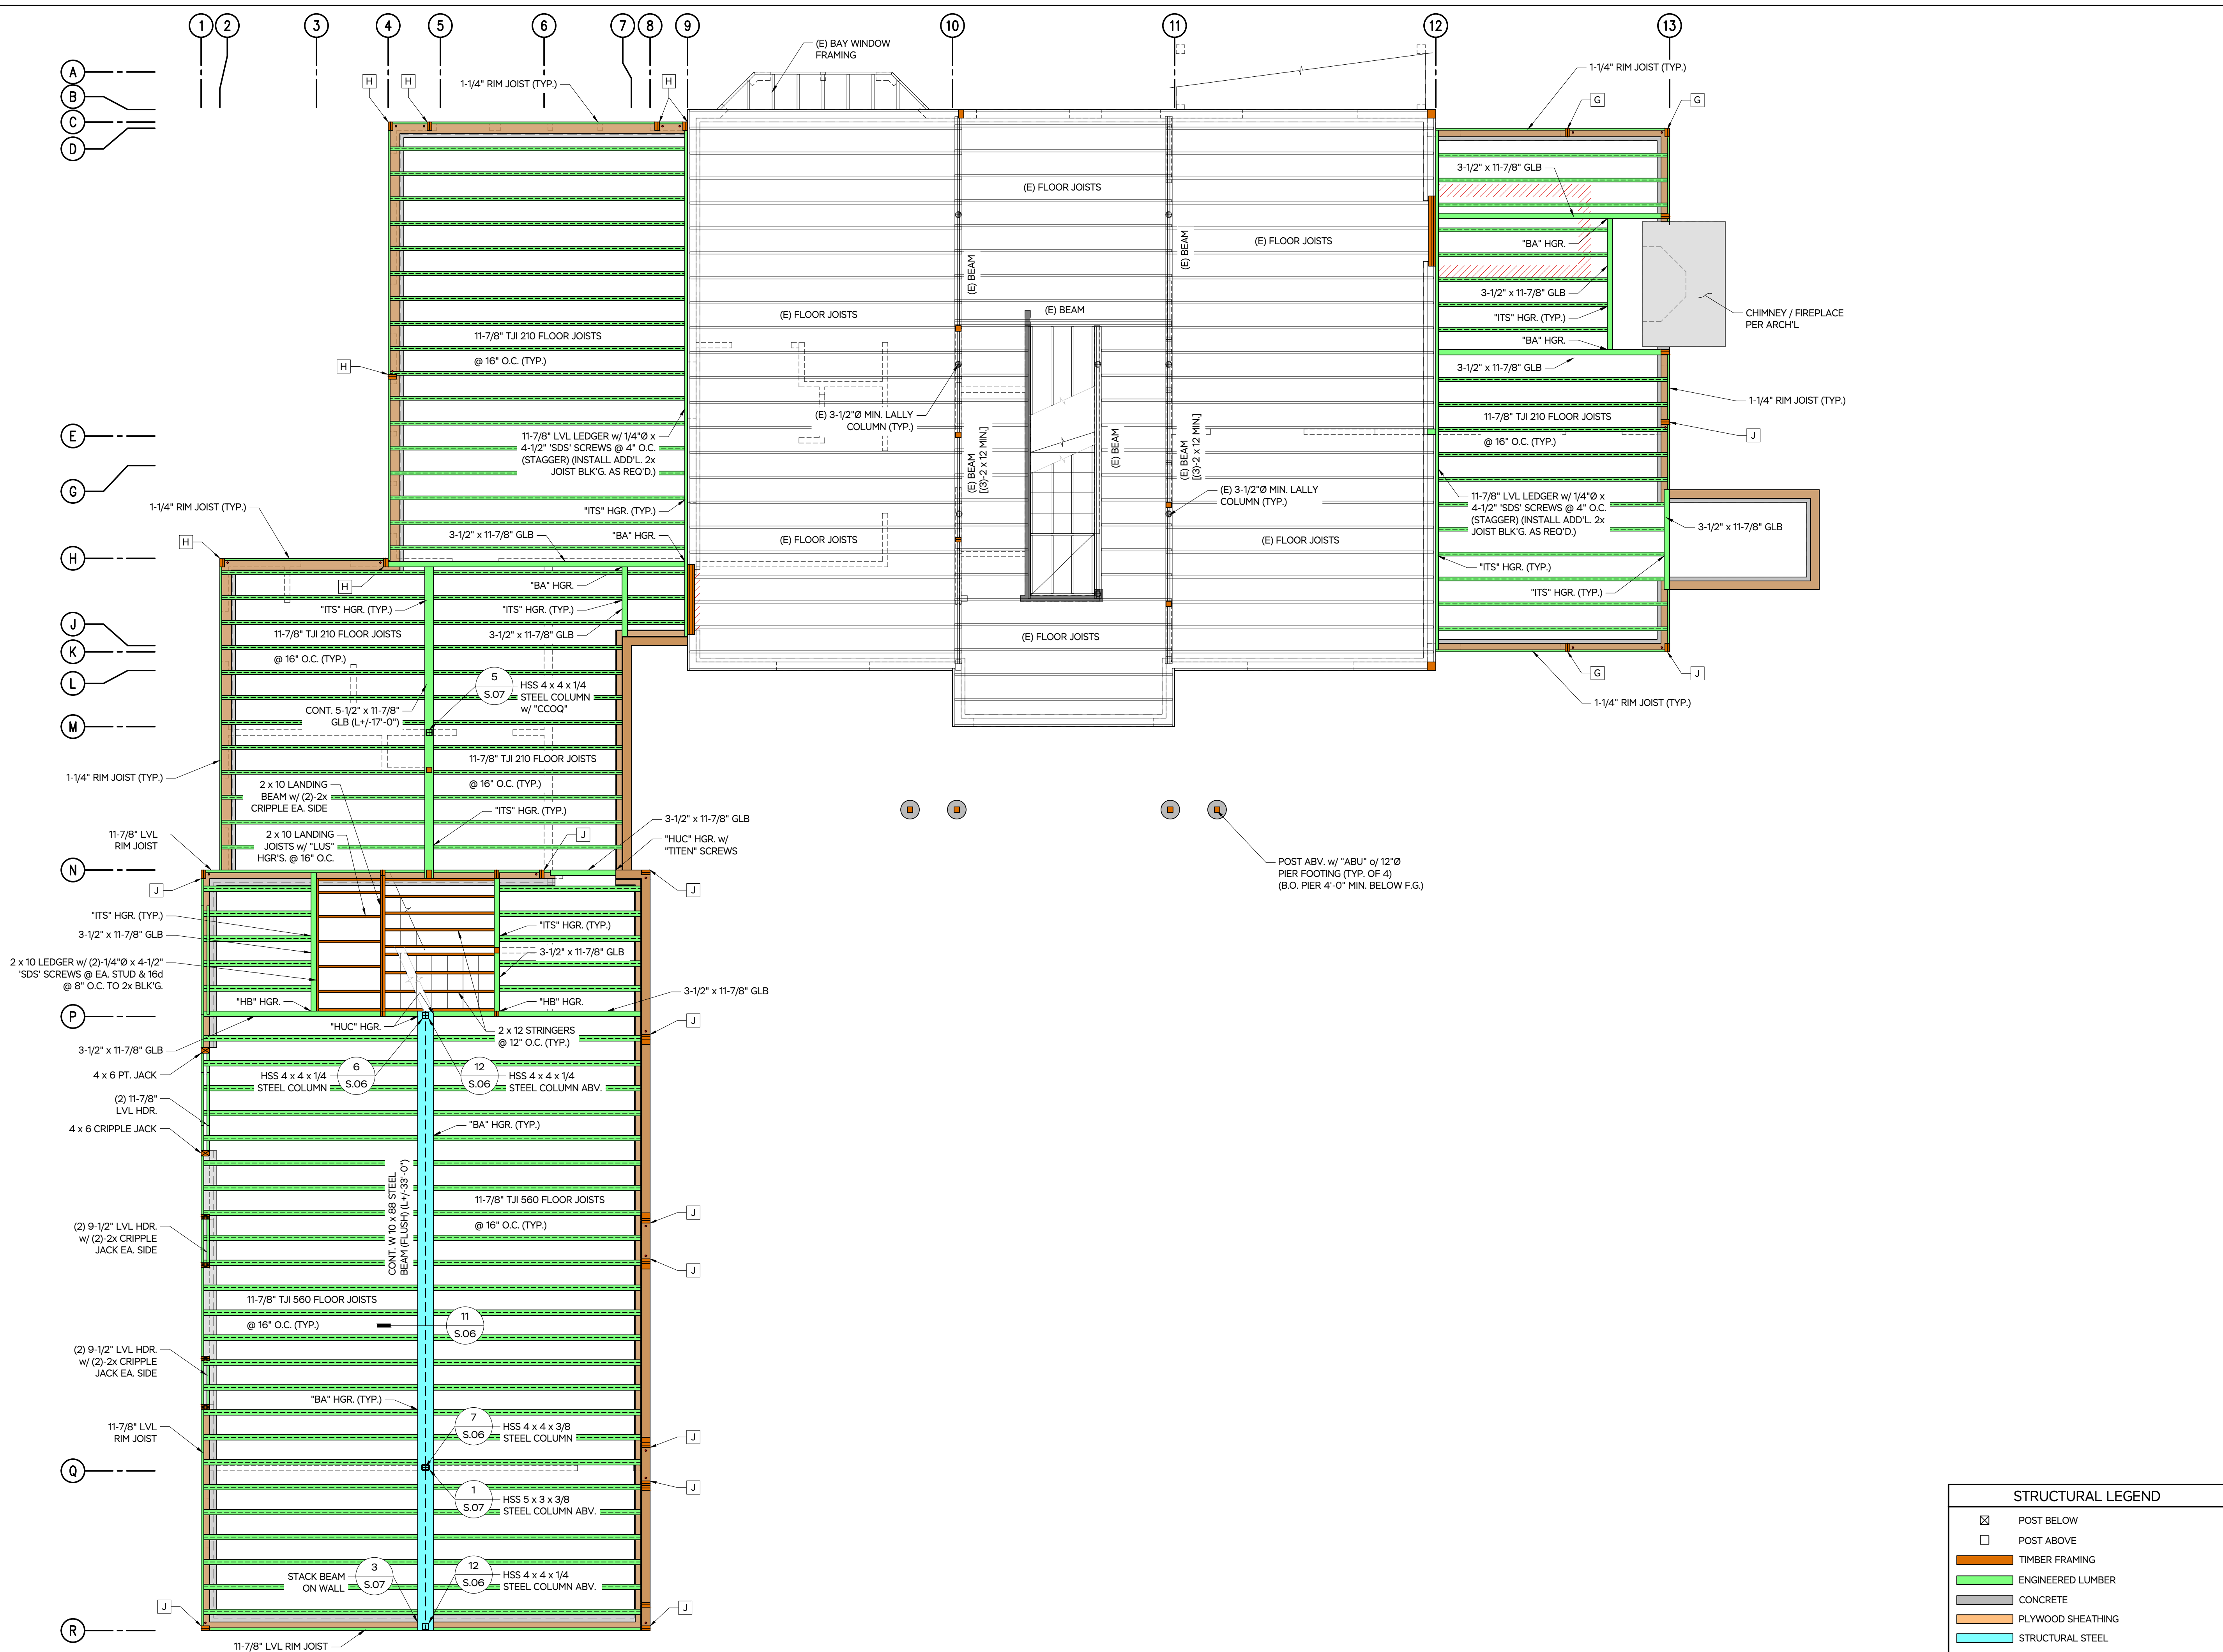 1 2 3 4 5 6 7 8 9 10 11 12 13
A
B
C
D
E
G
H
J
K
L
M
N
P
Q
R
(E) BAY WINDOW
FRAMING
1-1/4" RIM JOIST (TYP.)
H
H
H
1-1/4" RIM JOIST (TYP.)
G
G
3-1/2" x 11-7/8" GLB
(E) FLOOR JOISTS
(E) BEAM
(E) BEAM
(E) FLOOR JOISTS
"BA" HGR.
3-1/2" x 11-7/8" GLB
"ITS" HGR. (TYP.)
"BA" HGR.
3-1/2" x 11-7/8" GLB
CHIMNEY / FIREPLACE
PER ARCH'L
(E) FLOOR JOISTS
(E) BEAM
11-7/8" TJI 210 FLOOR JOISTS
@ 16" O.C. (TYP.)
H
1-1/4" RIM JOIST (TYP.)
(E) 3-1/2"Ø MIN. LALLY
COLUMN (TYP.)
11-7/8" TJI 210 FLOOR JOISTS
@ 16" O.C. (TYP.)
J
11-7/8" LVL LEDGER w/ 1/4"Ø x
4-1/2" 'SDS' SCREWS @ 4" O.C.
(STAGGER) (INSTALL ADD'L. 2x
JOIST BLK'G. AS REQ'D.)
(E) BEAM
[(3)-2 x 12 MIN.]
(E) BEAM
(E) BEAM
[(3)-2 x 12 MIN.]
(E) 3-1/2"Ø MIN. LALLY
COLUMN (TYP.)
11-7/8" LVL LEDGER w/ 1/4"Ø x
4-1/2" 'SDS' SCREWS @ 4" O.C.
(STAGGER) (INSTALL ADD'L. 2x
JOIST BLK'G. AS REQ'D.)
3-1/2" x 11-7/8" GLB
1-1/4" RIM JOIST (TYP.)
"ITS" HGR. (TYP.)
3-1/2" x 11-7/8" GLB
"BA" HGR.
(E) FLOOR JOISTS
(E) FLOOR JOISTS
H
H
"ITS" HGR. (TYP.)
"ITS" HGR. (TYP.)
"BA" HGR.
"ITS" HGR. (TYP.)
"ITS" HGR. (TYP.)
11-7/8" TJI 210 FLOOR JOISTS
@ 16" O.C. (TYP.)
3-1/2" x 11-7/8" GLB
(E) FLOOR JOISTS
G
J
1-1/4" RIM JOIST (TYP.)
5
S.07
HSS 4 x 4 x 1/4
STEEL COLUMN
w/ "CCOQ"
CONT. 5-1/2" x 11-7/8"
GLB (L+/-17'-0")
1-1/4" RIM JOIST (TYP.)
11-7/8" TJI 210 FLOOR JOISTS
@ 16" O.C. (TYP.)
2 x 10 LANDING
BEAM w/ (2)-2x
CRIPPLE EA. SIDE
"ITS" HGR. (TYP.)
11-7/8" LVL
RIM JOIST
2 x 10 LANDING
JOISTS w/ "LUS"
HGR'S. @ 16" O.C.
J
3-1/2" x 11-7/8" GLB
"HUC" HGR. w/
"TITEN" SCREWS
POST ABV. w/ "ABU" o/ 12"Ø
PIER FOOTING (TYP. OF 4)
(B.O. PIER 4'-0" MIN. BELOW F.G.)
J
J
"ITS" HGR. (TYP.)
3-1/2" x 11-7/8" GLB
2 x 10 LEDGER w/ (2)-1/4"Ø x 4-1/2"
'SDS' SCREWS @ EA. STUD & 16d
@ 8" O.C. TO 2x BLK'G.
"ITS" HGR. (TYP.)
3-1/2" x 11-7/8" GLB
"HB" HGR.
"HB" HGR.
3-1/2" x 11-7/8" GLB
"HUC" HGR.
2 x 12 STRINGERS
@ 12" O.C. (TYP.)
J
3-1/2" x 11-7/8" GLB
4 x 6 PT. JACK
HSS 4 x 4 x 1/4
STEEL COLUMN
6
S.06
12
S.06
HSS 4 x 4 x 1/4
STEEL COLUMN ABV.
(2) 11-7/8"
LVL HDR.
4 x 6 CRIPPLE JACK
"BA" HGR. (TYP.)
CONT. W 10 x 88 STEEL
BEAM (FLUSH) (L+/-33'-0")
11-7/8" TJI 560 FLOOR JOISTS
@ 16" O.C. (TYP.)
J
J
(2) 9-1/2" LVL HDR.
w/ (2)-2x CRIPPLE
JACK EA. SIDE
11-7/8" TJI 560 FLOOR JOISTS
@ 16" O.C. (TYP.)
11
S.06
(2) 9-1/2" LVL HDR.
w/ (2)-2x CRIPPLE
JACK EA. SIDE
"BA" HGR. (TYP.)
7
S.06
HSS 4 x 4 x 3/8
STEEL COLUMN
11-7/8" LVL
RIM JOIST
J
J
1
S.07
HSS 5 x 3 x 3/8
STEEL COLUMN ABV.
STACK BEAM
ON WALL
3
S.07
12
S.06
HSS 4 x 4 x 1/4
STEEL COLUMN ABV.
J
J
11-7/8" LVL RIM JOIST
STRUCTURAL LEGEND
POST BELOW
POST ABOVE
TIMBER FRAMING
ENGINEERED LUMBER
CONCRETE
PLYWOOD SHEATHING
STRUCTURAL STEEL